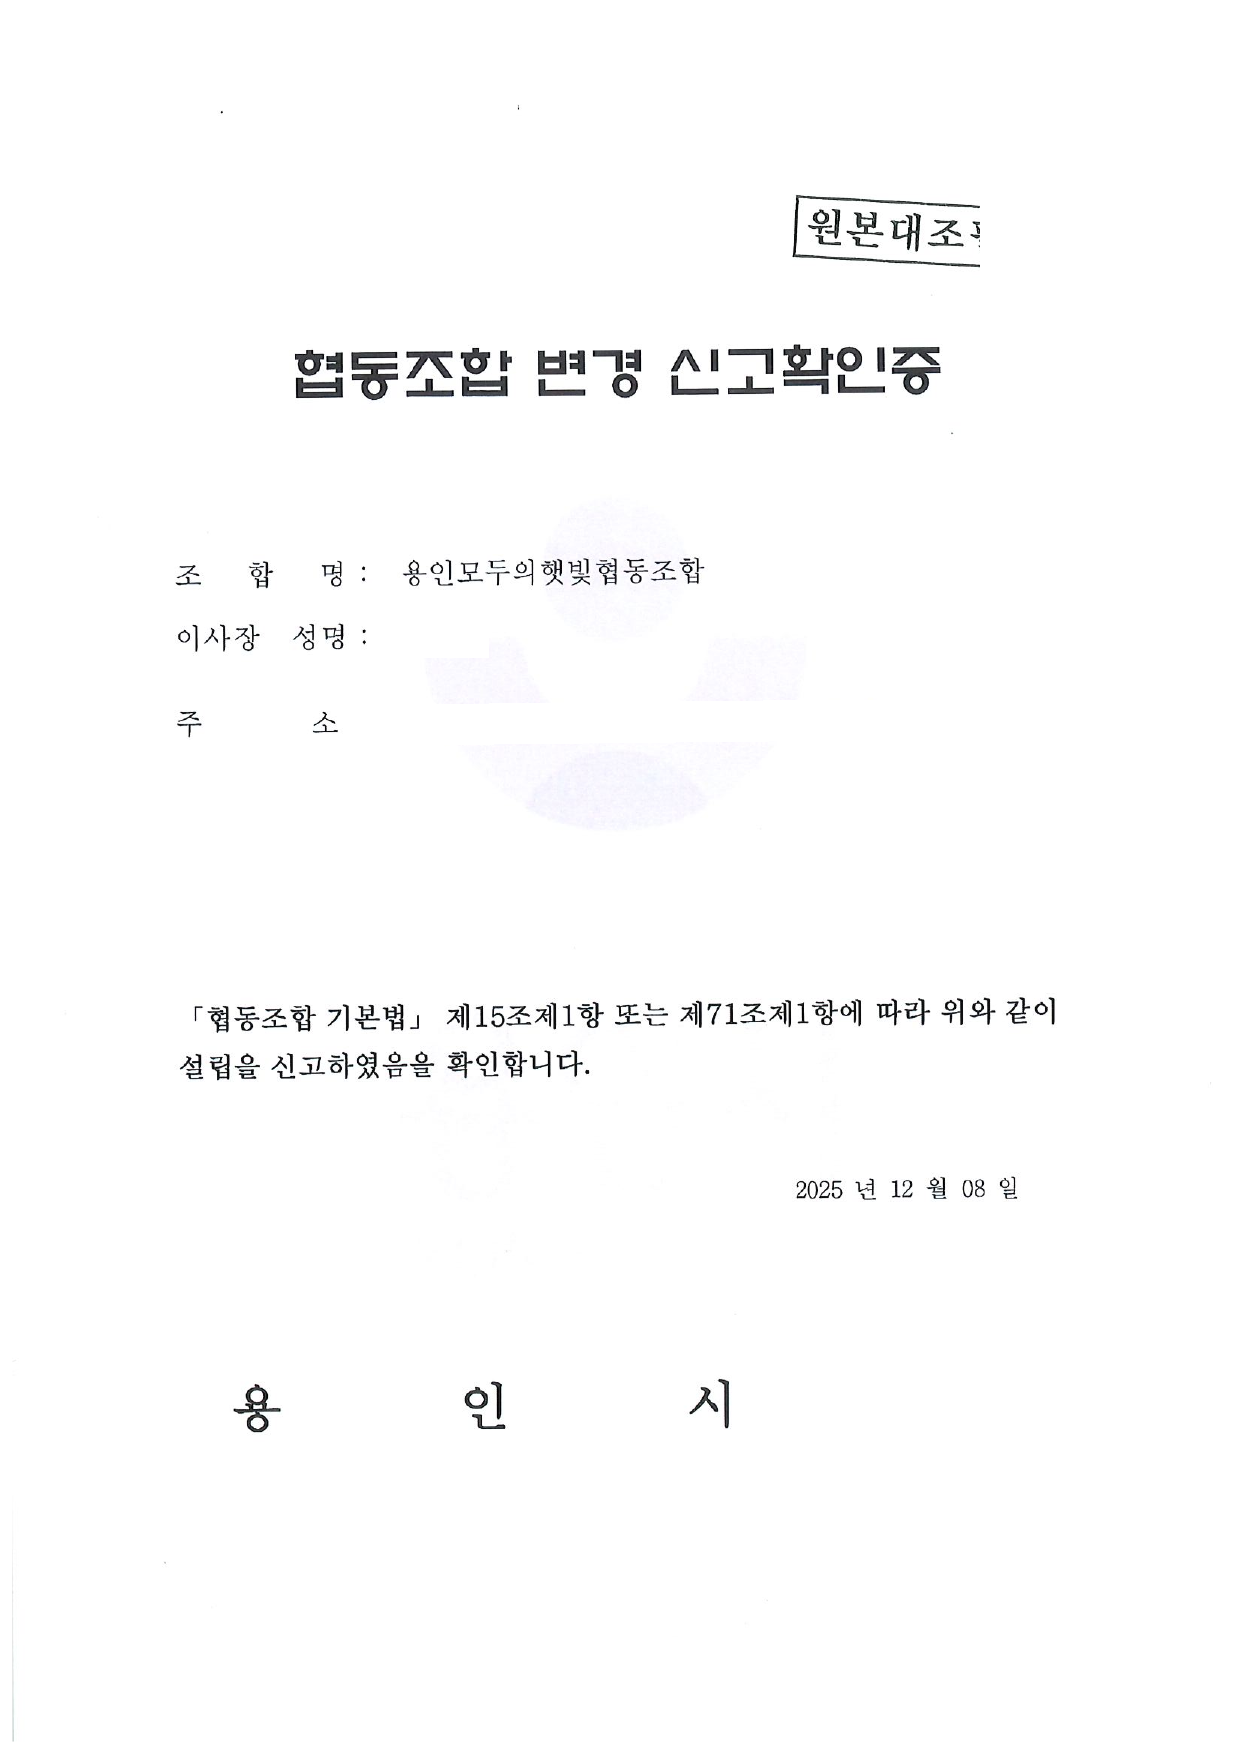 원본대조
협동조합 변경 신고확인증
조 합 명 : 용인모두의햇빛협동조합
이사장 성명 :
주 소
「협동조합 기본법」 제15조제1항 또는 제71조제1항에 따라 위와 같이
설립을 신고하였음을 확인합니다.
2025 년 12 월 08 일
용 인 시